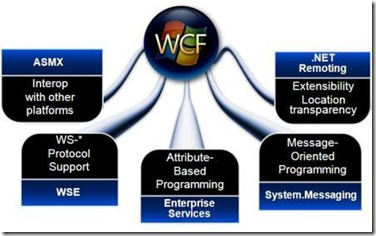 WCF
ASMX
Interop
with other
platforms
.NET
Remoting
Extensibility
Location
transparency
WS-*
Protocol
Support
WSE
Attribute-
Based
Programming
Enterprise
Services
Message-
Oriented
Programming
System.Messaging